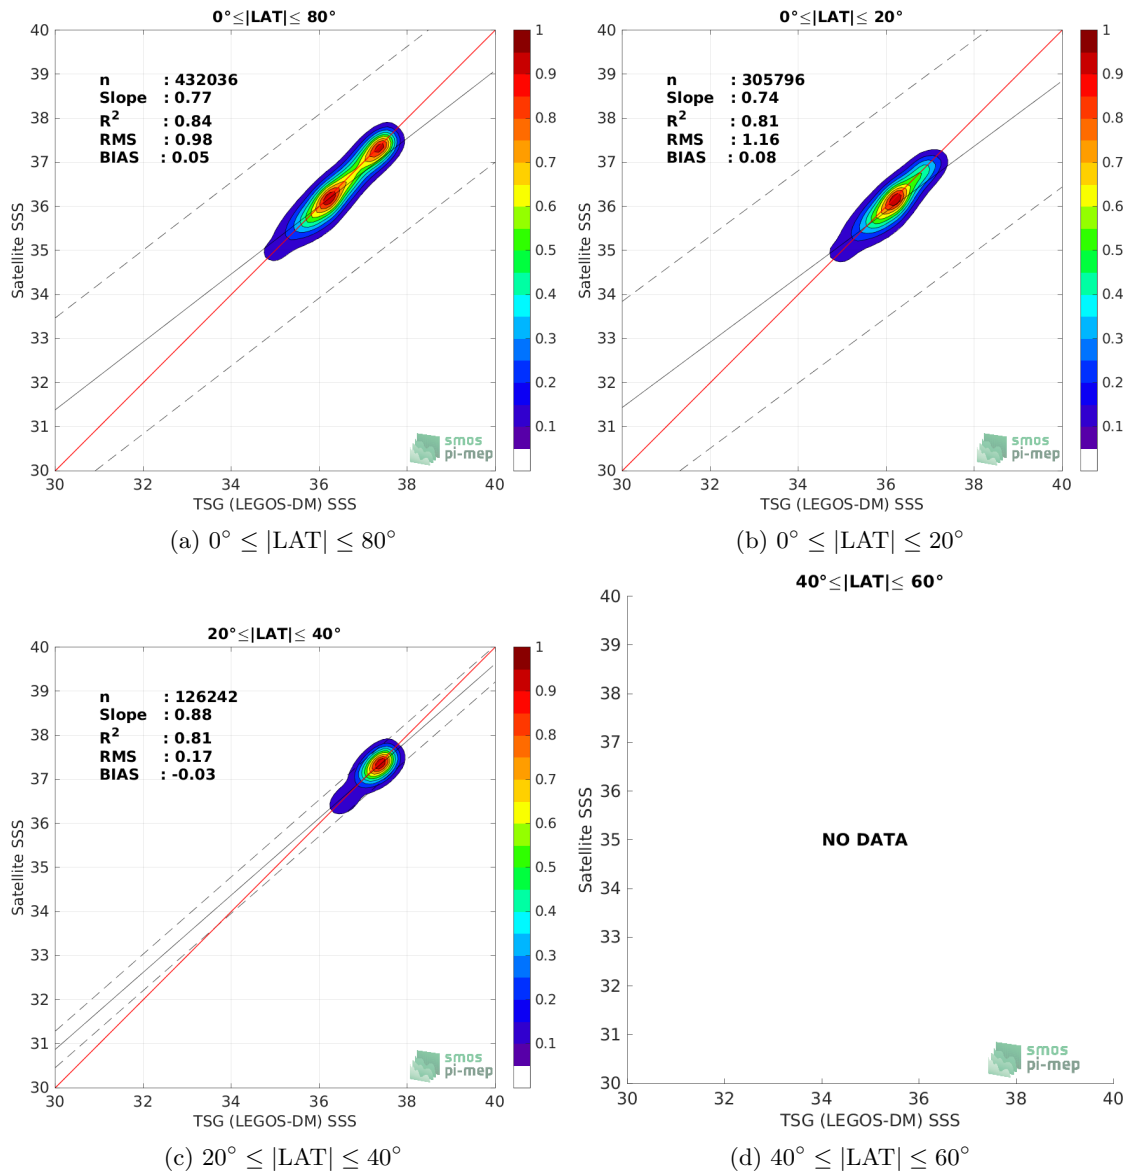 0°≤|LAT|≤ 80°
40
39
38
37
36
35
34
33
32
31
30
Satellite SSS
n : 432036
Slope : 0.77
R² : 0.84
RMS : 0.98
BIAS : 0.05
smos
pi-mep
30 32 34 36 38 40
TSG (LEGOS-DM) SSS
1
0.9
0.8
0.7
0.6
0.5
0.4
0.3
0.2
0.1
(a) 0° ≤ |LAT| ≤ 80°
0°≤|LAT|≤ 20°
40
39
38
37
36
35
34
33
32
31
30
Satellite SSS
n : 305796
Slope : 0.74
R² : 0.81
RMS : 1.16
BIAS : 0.08
smos
pi-mep
30 32 34 36 38 40
TSG (LEGOS-DM) SSS
1
0.9
0.8
0.7
0.6
0.5
0.4
0.3
0.2
0.1
(b) 0° ≤ |LAT| ≤ 20°
20°≤|LAT|≤ 40°
40
39
38
37
36
35
34
33
32
31
30
Satellite SSS
n : 126242
Slope : 0.88
R² : 0.81
RMS : 0.17
BIAS : -0.03
smos
pi-mep
30 32 34 36 38 40
TSG (LEGOS-DM) SSS
1
0.9
0.8
0.7
0.6
0.5
0.4
0.3
0.2
0.1
(c) 20° ≤ |LAT| ≤ 40°
40°≤|LAT|≤ 60°
40
39
38
37
36
35
34
33
32
31
30
Satellite SSS
NO DATA
smos
pi-mep
30 32 34 36 38 40
TSG (LEGOS-DM) SSS
(d) 40° ≤ |LAT| ≤ 60°